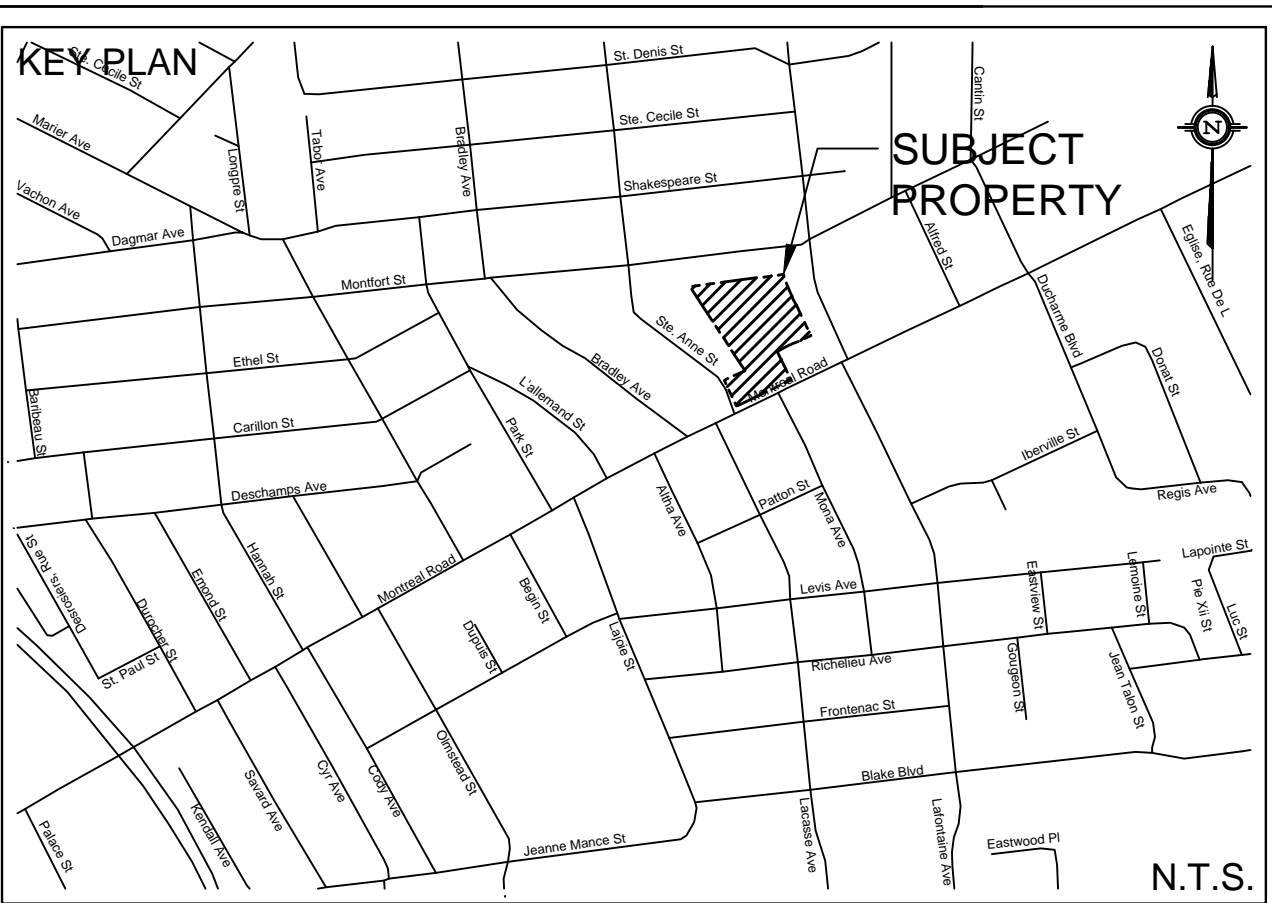 KEY PLAN
Ste. Cecile St
St. Denis St
Cantin St
Marier Ave
Longpre St
Tabor Ave
Bradley Ave
Ste. Cecile St
SUBJECT
PROPERTY
N
Shakespeare St
Vachon Ave
Dagmar Ave
Alfred St
Eglise, Rue De L
Montfort St
Ducharme Blvd
Ste. Anne St
Ethel St
Bradley Ave
Montreal Road
Donat St
L'allemand St
Baribeau St
Carillon St
Park St
Iberville St
Deschamps Ave
Altha Ave
Patton St
Mona Ave
Regis Ave
Desrosiers, Rue St
Emond St
Hannah St
Montreal Road
Begin St
Levis Ave
Eastview St
Lemoine St
Lapointe St
Pie Xii St
Luc St
Durocher St
St. Paul St
Dupuis St
Lajoie St
Richelieu Ave
Gougeon St
Jean Talon St
Frontenac St
Olmstead St
Savard Ave
Cyr Ave
Cody Ave
Blake Blvd
Kendall Ave
Palace St
Jeanne Mance St
Lacasse Ave
Lafontaine Ave
Eastwood Pl
N.T.S.